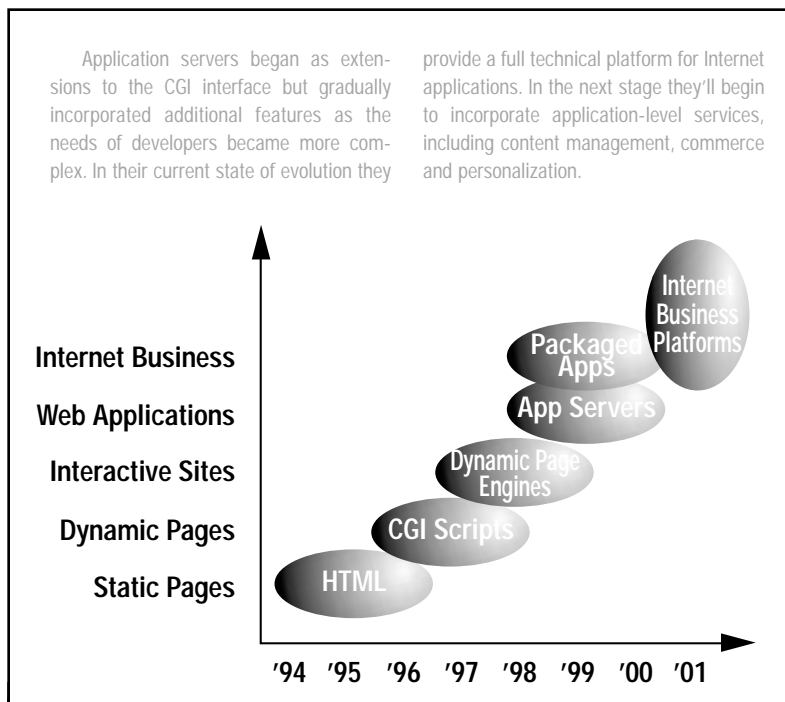 Application servers began as exten-
sions to the CGI interface but gradually
incorporated additional features as the
needs of developers became more com-
plex. In their current state of evolution they
provide a full technical platform for Internet
applications. In the next stage they'll begin
to incorporate application-level services,
including content management, commerce
and personalization.
Internet
Business
Platforms
Internet Business
Packaged
Apps
Web Applications
App Servers
Interactive Sites
Dynamic Page
Engines
Dynamic Pages
CGI Scripts
Static Pages
HTML
'94 '95 '96 '97 '98 '99 '00 '01